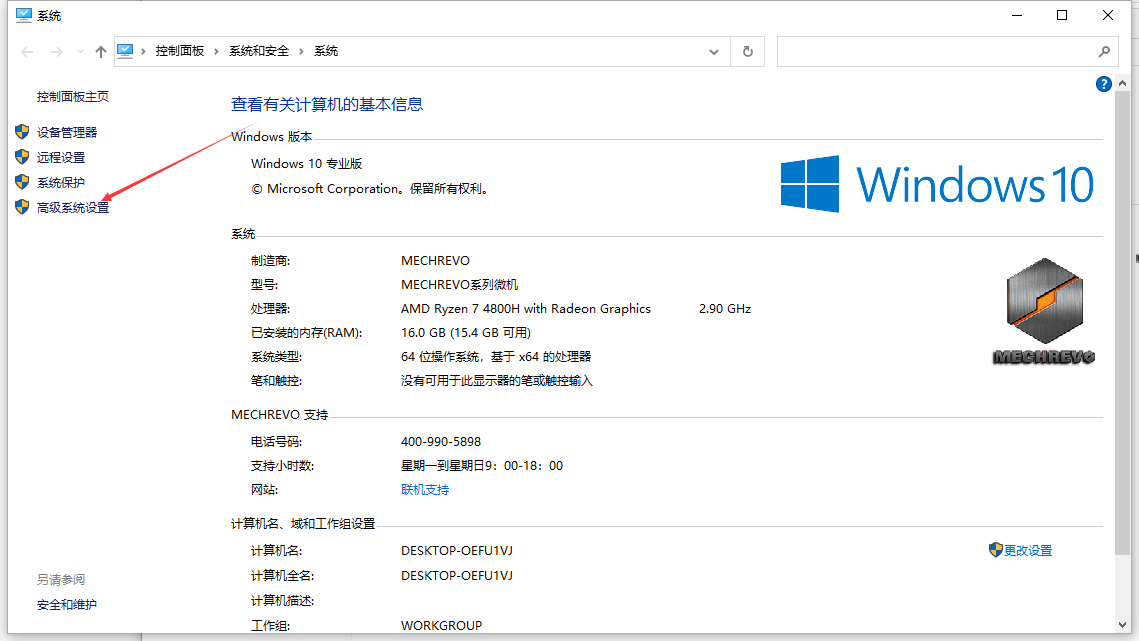 系统
控制面板 系统和安全 系统
控制面板主页
设备管理器
远程设置
系统保护
高级系统设置
查看有关计算机的基本信息
Windows 版本
Windows 10 专业版
© Microsoft Corporation。保留所有权利。
Windows 10
系统
制造商: MECHREVO
型号: MECHREVO系列微机
处理器: AMD Ryzen 7 4800H with Radeon Graphics 2.90 GHz
已安装的内存(RAM): 16.0 GB (15.4 GB 可用)
系统类型: 64 位操作系统，基于 x64 的处理器
笔和触控: 没有可用于此显示器的笔或触控输入
MECHREVO
MECHREVO 支持
电话号码: 400-990-5898
支持小时数: 星期一到星期日9：00-18：00
网站: 联机支持
计算机名、域和工作组设置
计算机名: DESKTOP-OEFU1VJ
更改设置
计算机全名: DESKTOP-OEFU1VJ
计算机描述:
工作组: WORKGROUP
另请参阅
安全和维护